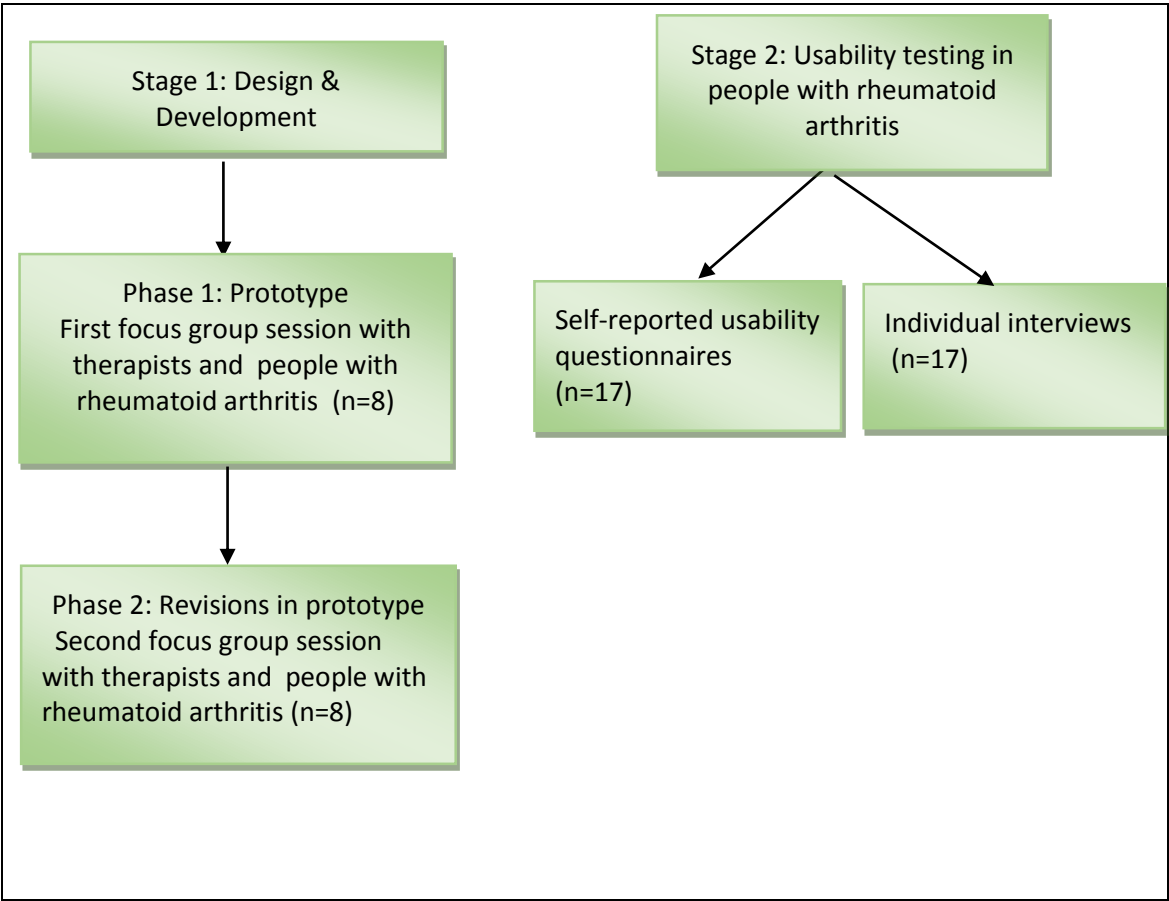 Stage 1: Design &
Development
Phase 1: Prototype
First focus group session with
therapists and people with
rheumatoid arthritis (n=8)
Phase 2: Revisions in prototype
Second focus group session
with therapists and people with
rheumatoid arthritis (n=8)
Stage 2: Usability testing in
people with rheumatoid
arthritis
Self-reported usability
questionnaires
(n=17)
Individual interviews
(n=17)